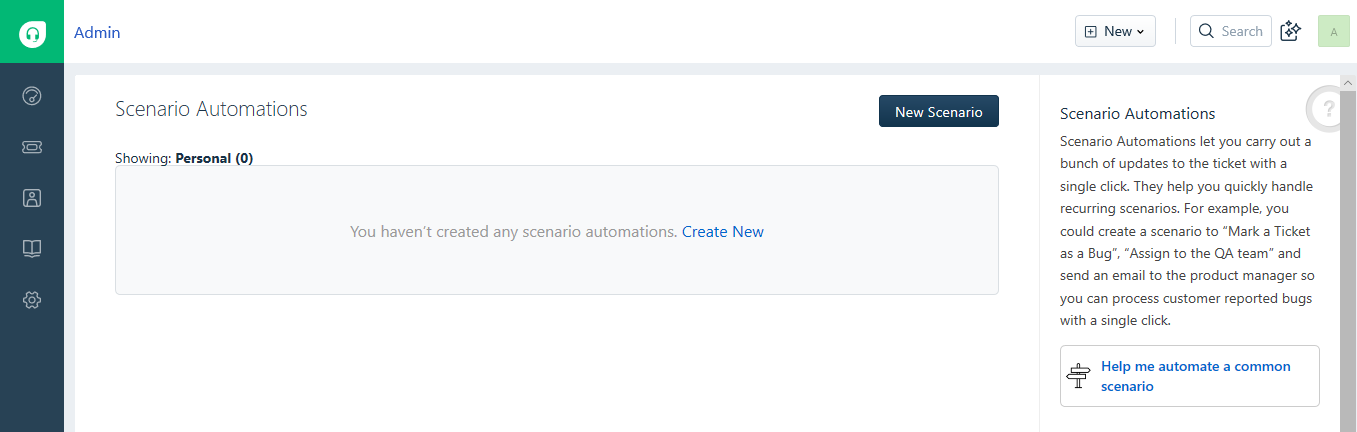 Admin
New
Search
A
Scenario Automations
New Scenario
Showing: Personal (0)
You haven’t created any scenario automations. Create New
?
Scenario Automations
Scenario Automations let you carry out a
bunch of updates to the ticket with a
single click. They help you quickly handle
recurring scenarios. For example, you
could create a scenario to “Mark a Ticket
as a Bug”, “Assign to the QA team” and
send an email to the product manager so
you can process customer reported bugs
with a single click.
Help me automate a common
scenario